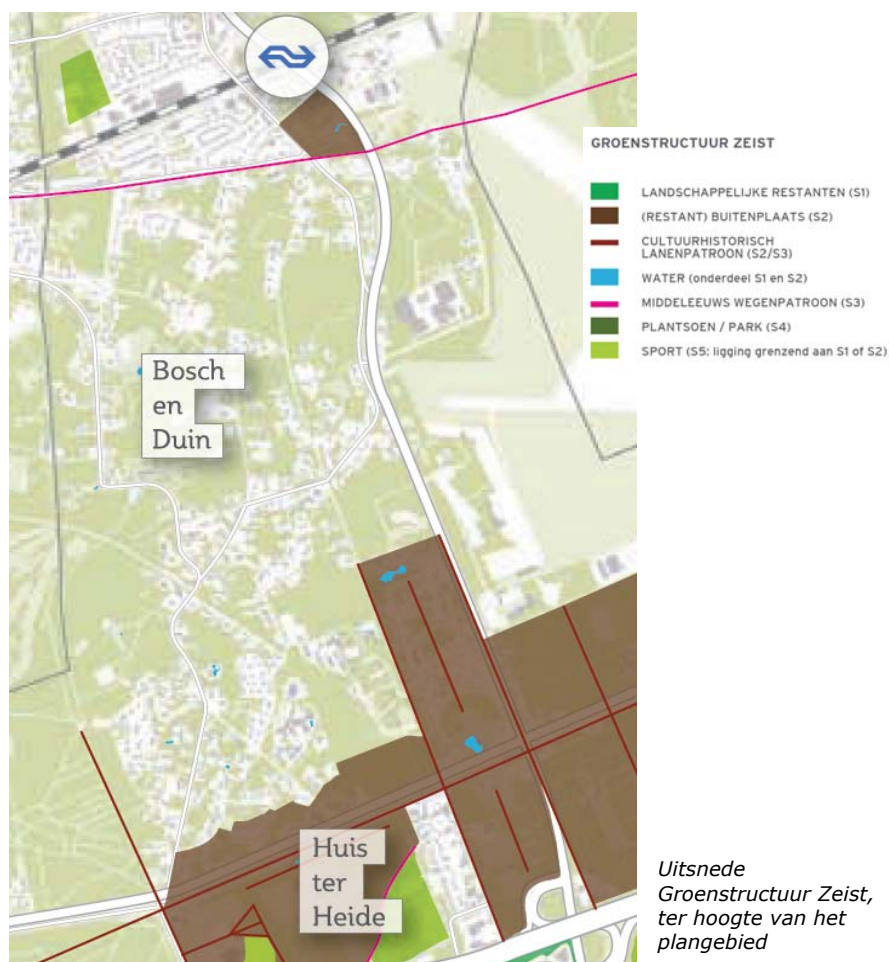 Bosch
en
Duin
Huis
ter
Heide
GROENSTRUCTUUR ZEIST
LANDSCHAPPELIJKE RESTANTEN (S1)
(RESTANT) BUITENPLAATS (S2)
CULTUURHISTORISCH
LANENPATROON (S2/S3)
WATER (onderdeel S1 en S2)
MIDDELEEUWS WEGENPATROON (S3)
PLANTSOEN / PARK (S4)
SPORT (S5: ligging grenzend aan S1 of S2)
Uitsnede
Groenstructuur Zeist,
ter hoogte van het
plangebied